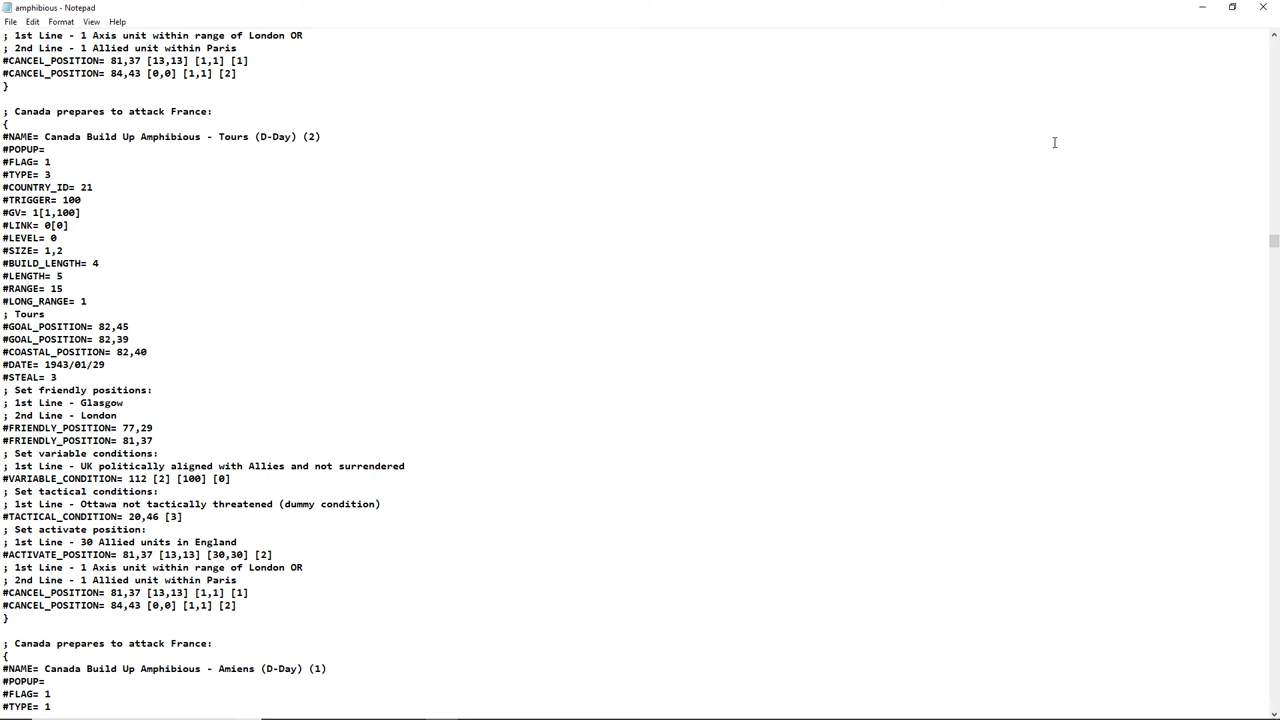 amphibious - Notepad
File Edit Format View Help
; 1st Line - 1 Axis unit within range of London OR
; 2nd Line - 1 Allied unit within Paris
#CANCEL_POSITION= 81,37 [13,13] [1,1] [1]
#CANCEL_POSITION= 84,43 [0,0] [1,1] [2]
}
; Canada prepares to attack France:
{
#NAME= Canada Build Up Amphibious - Tours (D-Day) (2)
#POPUP=
#FLAG= 1
#TYPE= 3
#COUNTRY_ID= 21
#TRIGGER= 100
#GV= 1[1,100]
#LINK= 0[0]
#LEVEL= 0
#SIZE= 1,2
#BUILD_LENGTH= 4
#LENGTH= 5
#RANGE= 15
#LONG_RANGE= 1
; Tours
#GOAL_POSITION= 82,45
#GOAL_POSITION= 82,39
#COASTAL_POSITION= 82,40
#DATE= 1943/01/29
#STEAL= 3
; Set friendly positions:
; 1st Line - Glasgow
; 2nd Line - London
#FRIENDLY_POSITION= 77,29
#FRIENDLY_POSITION= 81,37
; Set variable conditions:
; 1st Line - UK politically aligned with Allies and not surrendered
#VARIABLE_CONDITION= 112 [2] [100] [0]
; Set tactical conditions:
; 1st Line - Ottawa not tactically threatened (dummy condition)
#TACTICAL_CONDITION= 20,46 [3]
; Set activate position:
; 1st Line - 30 Allied units in England
#ACTIVATE_POSITION= 81,37 [13,13] [30,30] [2]
; 1st Line - 1 Axis unit within range of London OR
; 2nd Line - 1 Allied unit within Paris
#CANCEL_POSITION= 81,37 [13,13] [1,1] [1]
#CANCEL_POSITION= 84,43 [0,0] [1,1] [2]
}
; Canada prepares to attack France:
{
#NAME= Canada Build Up Amphibious - Amiens (D-Day) (1)
#POPUP=
#FLAG= 1
#TYPE= 1